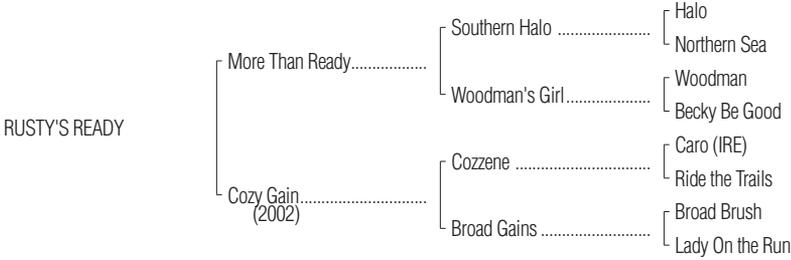 Halo
Southern Halo ......................
Northern Sea
More Than Ready..................
Woodman
Woodman's Girl....................
Becky Be Good
RUSTY'S READY
Caro (IRE)
Cozzene ................................
Ride the Trails
Cozy Gain..............................
(2002)
Broad Brush
Broad Gains ..........................
Lady On the Run